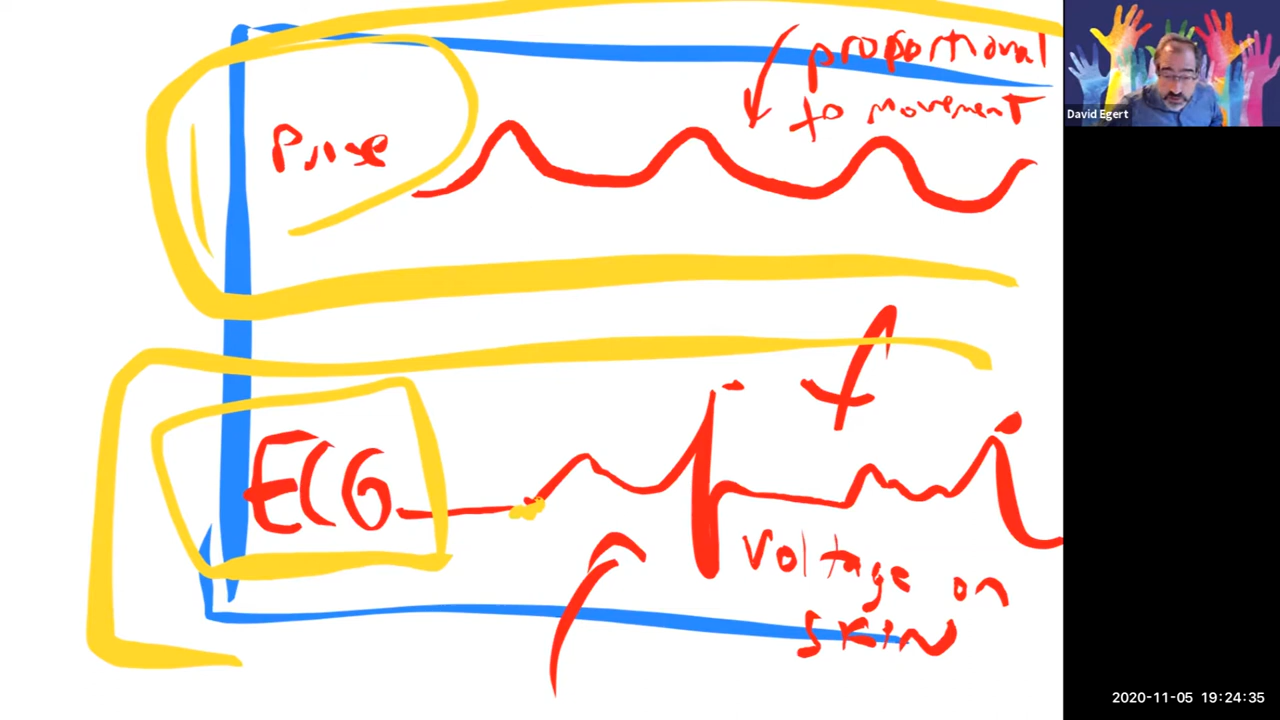 proportional
to movement
Pulse
ECG
Voltage on
SKIN
David Egert
2020-11-05 19:24:35